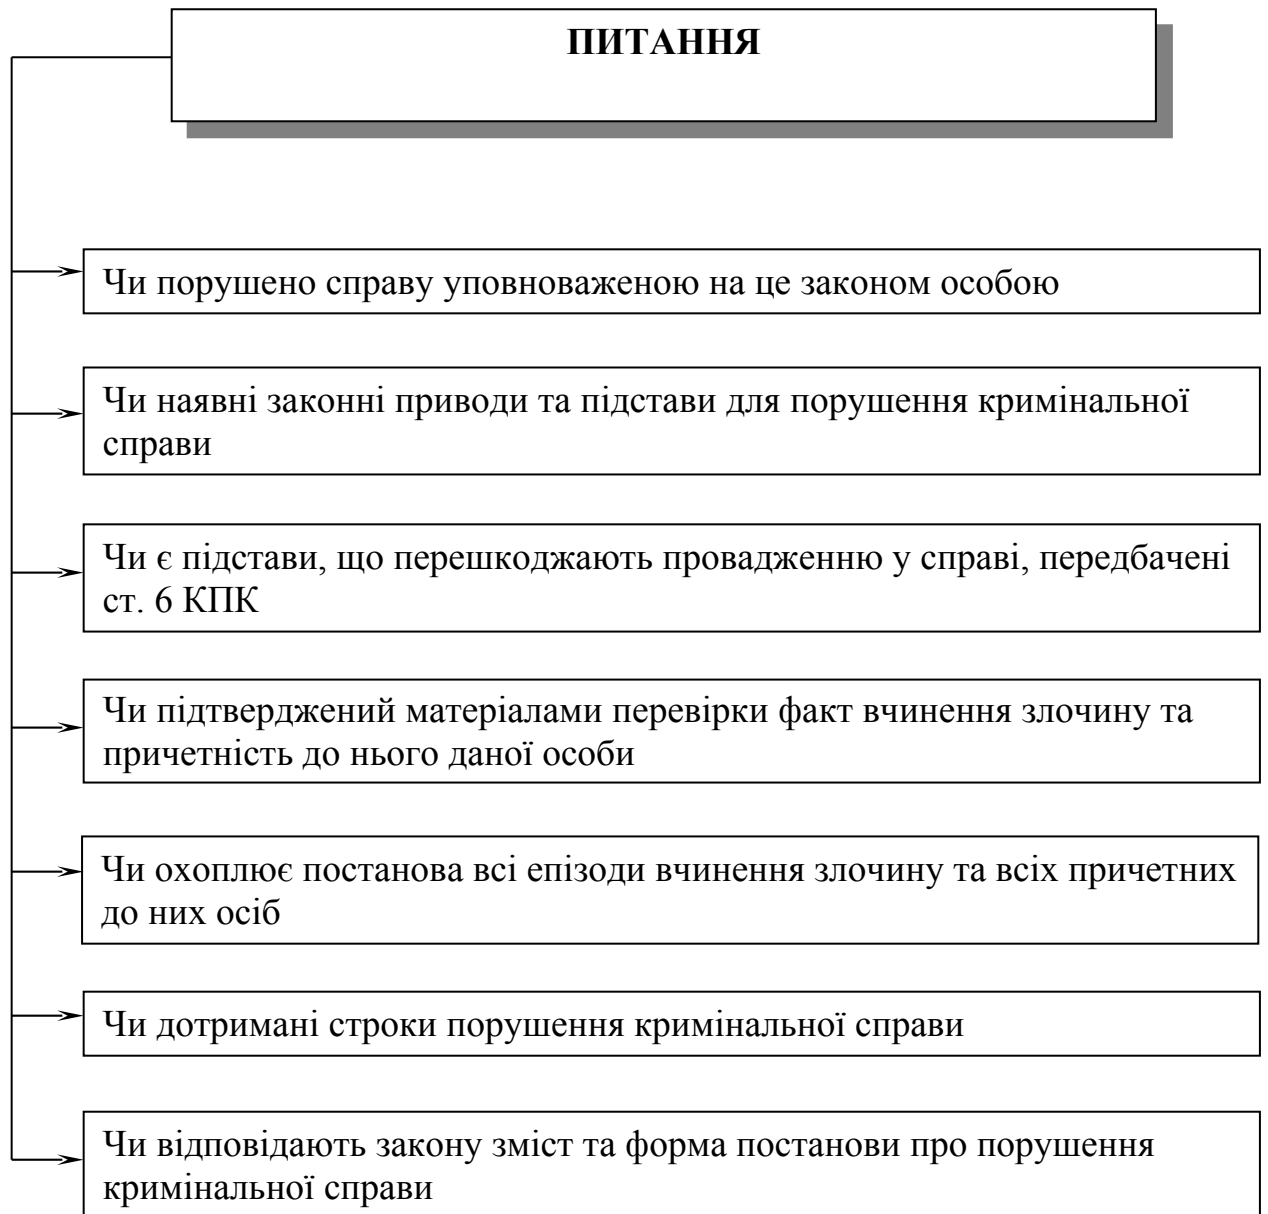 ПИТАННЯ
Чи порушено справу уповноваженою на це законом особою
Чи наявні законні приводи та підстави для порушення кримінальної
справи
Чи є підстави, що перешкоджають провадженню у справі, передбачені
ст. 6 КПК
Чи підтверджений матеріалами перевірки факт вчинення злочину та
причетність до нього даної особи
Чи охоплює постанова всі епізоди вчинення злочину та всіх причетних
до них осіб
Чи дотримані строки порушення кримінальної справи
Чи відповідають закону зміст та форма постанови про порушення
кримінальної справи